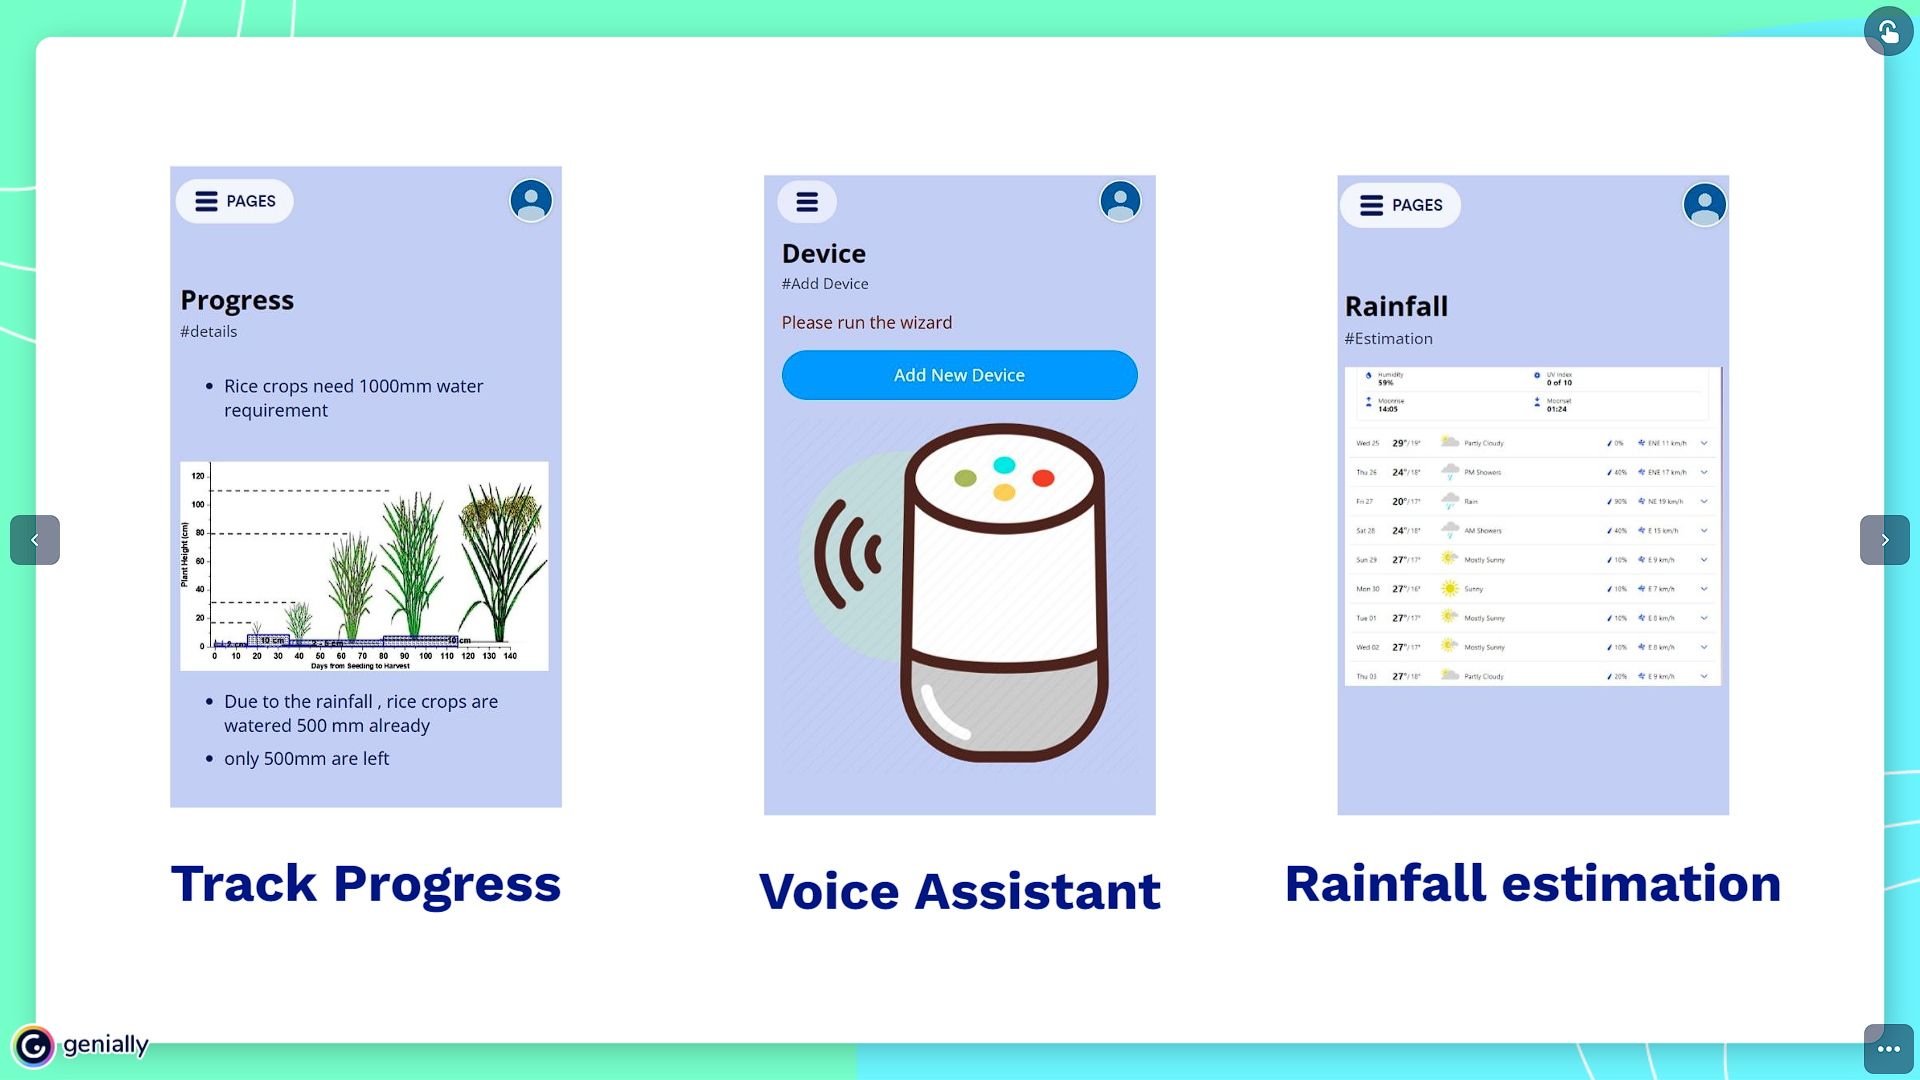 PAGES
Progress
#details
Rice crops need 1000mm water
requirement
120
100
80
60
40
20
0
Plant Height (cm)
2 cm
10 cm
2 - 5 cm
10 cm
0 10 20 30 40 50 60 70 80 90 100 110 120 130 140
Days from Seeding to Harvest
Due to the rainfall , rice crops are
watered 500 mm already
only 500mm are left
Track Progress
Device
#Add Device
Please run the wizard
Add New Device
Voice Assistant
PAGES
Rainfall
#Estimation
Humidity
59%
UV Index
0 of 10
Moonrise
14:05
Moonset
01:24
Wed 25 29°/19° Partly Cloudy 0% ENE 11 km/h
Thu 26 24°/18° PM Showers 40% ENE 17 km/h
Fri 27 20°/17° Rain 90% NE 19 km/h
Sat 28 24°/18° AM Showers 40% E 15 km/h
Sun 29 27°/17° Mostly Sunny 10% E 9 km/h
Mon 30 27°/16° Sunny 10% E 7 km/h
Tue 01 27°/17° Mostly Sunny 10% E 8 km/h
Wed 02 27°/17° Mostly Sunny 10% E 8 km/h
Thu 03 27°/18° Partly Cloudy 20% E 9 km/h
Rainfall estimation
genially